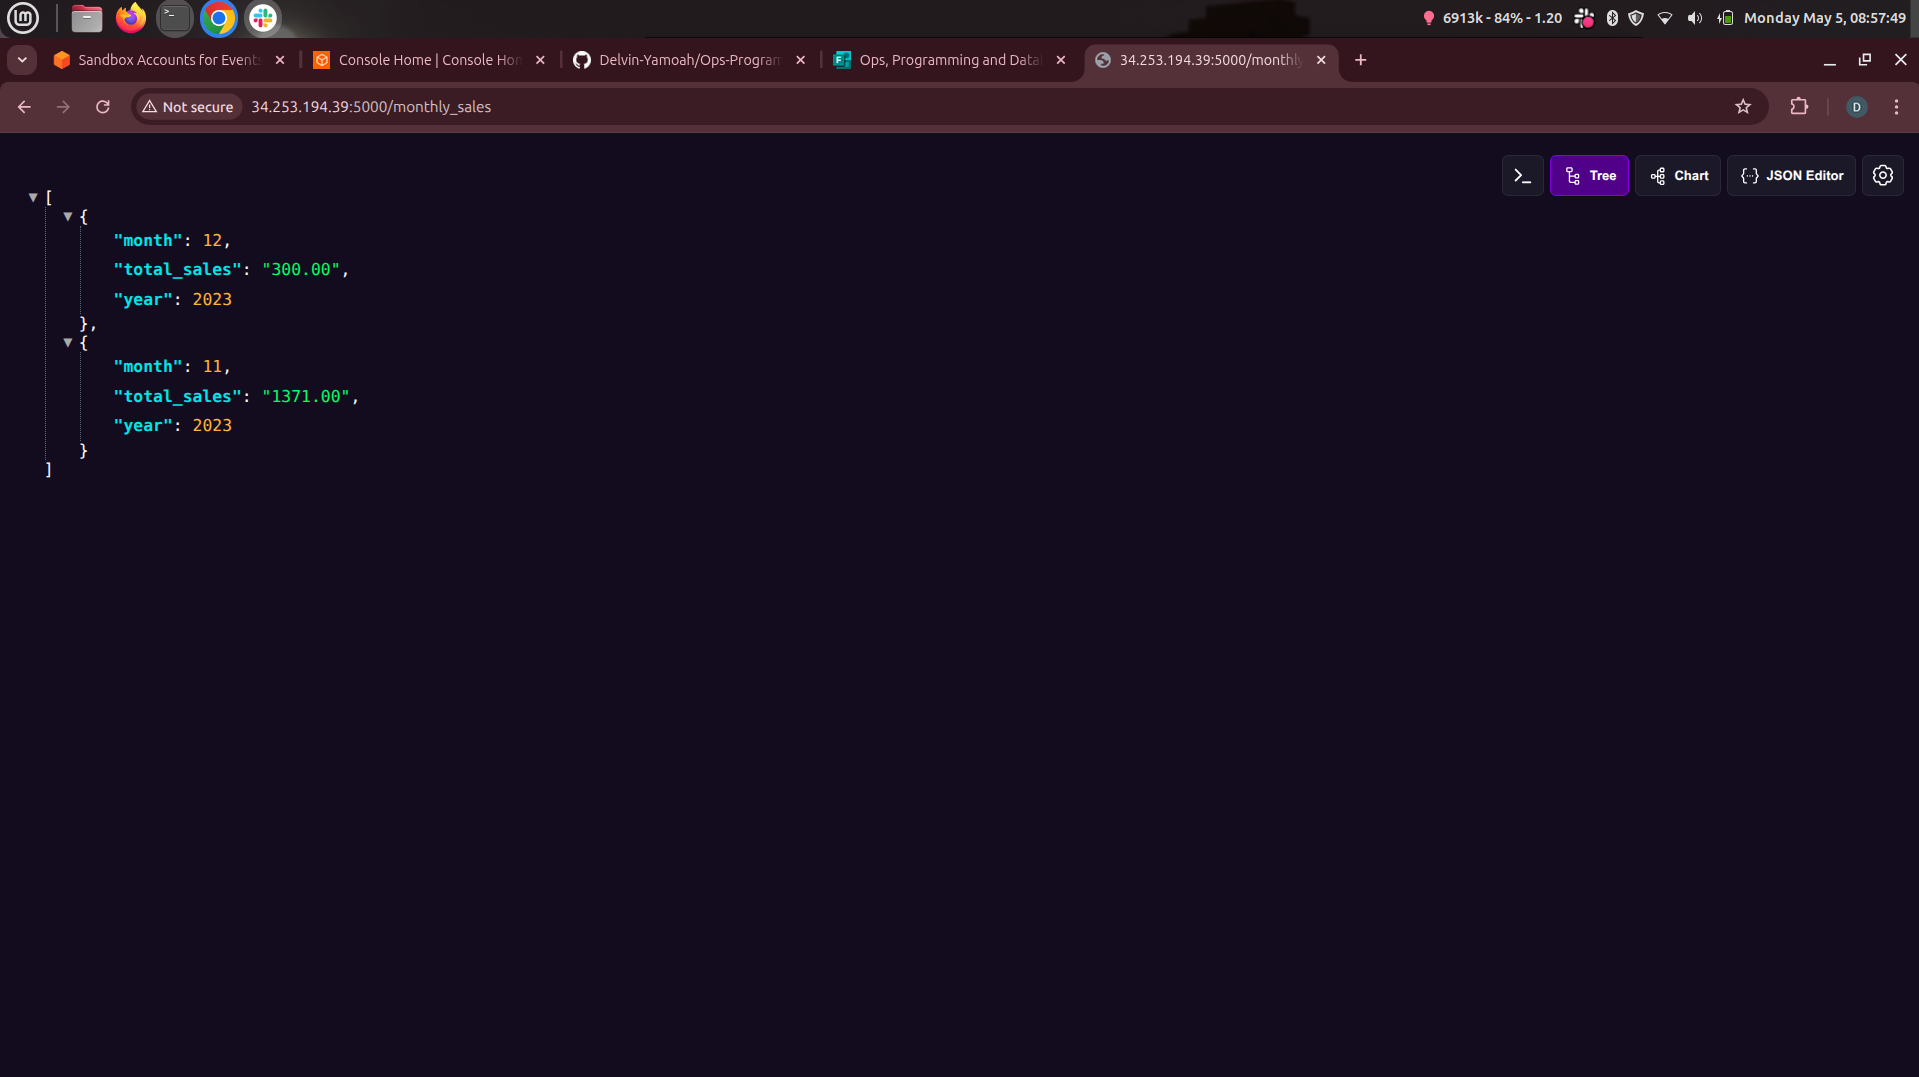 6913k - 84% - 1.20
Monday May 5, 08:57:49
Sandbox Accounts for Event
Console Home | Console Ho
Delvin-Yamoah/Ops-Program
Ops, Programming and Data
34.253.194.39:5000/monthly
Not secure
34.253.194.39:5000/monthly_sales
D
Tree
Chart
JSON Editor
[
{
"month": 12,
"total_sales": "300.00",
"year": 2023
},
{
"month": 11,
"total_sales": "1371.00",
"year": 2023
}
]